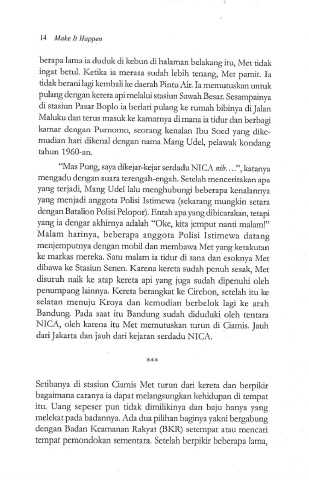 14 Make It Happen
berapa lama ia duduk di kebun di halaman belakang itu, Met tidak
ingat betul. Ketika ia merasa sudah lebih tenang, Met pamit. Ia
tidak berani lagi kembali ke daerah Pintu Air. Ia memutuskan untuk
pulang dengan kereta api melalui stasiun Sawah Besar. Sesampainya
di stasiun Pasar Boplo ia berlari pulang ke rumah bibinya di Jalan
Maluku dan terus masuk ke kamarnya di mana ia tidur dan berbagi
kamar dengan Purnomo, seorang kenalan Ibu Soed yang dike-
mudian hari dikenal dengan nama Mang Udel, pelawak kondang
tahun 1960-an.
“Mas Pung, saya dikejar-kejar serdadu NICA nih….”, katanya
mengadu dengan suara terengah-engah. Setelah menceritakan apa
yang terjadi, Mang Udel lalu menghubungi beberapa kenalannya
yang menjadi anggota Polisi Istimewa (sekarang mungkin setara
dengan Batalion Polisi Pelopor). Entah apa yang dibicarakan, tetapi
yang ia dengar akhirnya adalah “Oke, kita jemput nanti malam!”
Malam harinya, beberapa anggota Polisi Istimewa datang
menjemputnya dengan mobil dan membawa Met yang ketakutan
ke markas mereka. Satu malam ia tidur di sana dan esoknya Met
dibawa ke Stasiun Senen. Karena kereta sudah penuh sesak, Met
disuruh naik ke atap kereta api yang juga sudah dipenuhi oleh
penumpang lainnya. Kereta berangkat ke Cirebon, setelah itu ke
selatan menuju Kroya dan kemudian berbelok lagi ke arah
Bandung. Pada saat itu Bandung sudah diduduki oleh tentara
NICA, oleh karena itu Met memutuskan turun di Ciamis. Jauh
dari Jakarta dan jauh dari kejaran serdadu NICA.
***
Setibanya di stasiun Ciamis Met turun dari kereta dan berpikir
bagaimana caranya ia dapat melangsungkan kehidupan di tempat
itu. Uang sepeser pun tidak dimilikinya dan baju hanya yang
melekat pada badannya. Ada dua pilihan baginya yakni bergabung
dengan Badan Keamanan Rakyat (BKR) setempat atau mencari
tempat pemondokan sementara. Setelah berpikir beberapa lama,